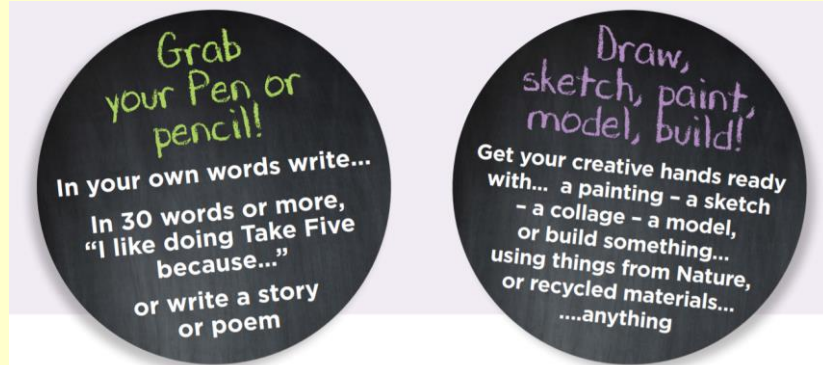 Grab
your Pen or
pencil!
In your own words write...
In 30 words or more,
“I like doing Take Five
because...”
or write a story
or poem
Draw,
sketch, paint,
model, build!
Get your creative hands ready
with... a painting – a sketch
– a collage – a model,
or build something...
using things from Nature,
or recycled materials...
....anything